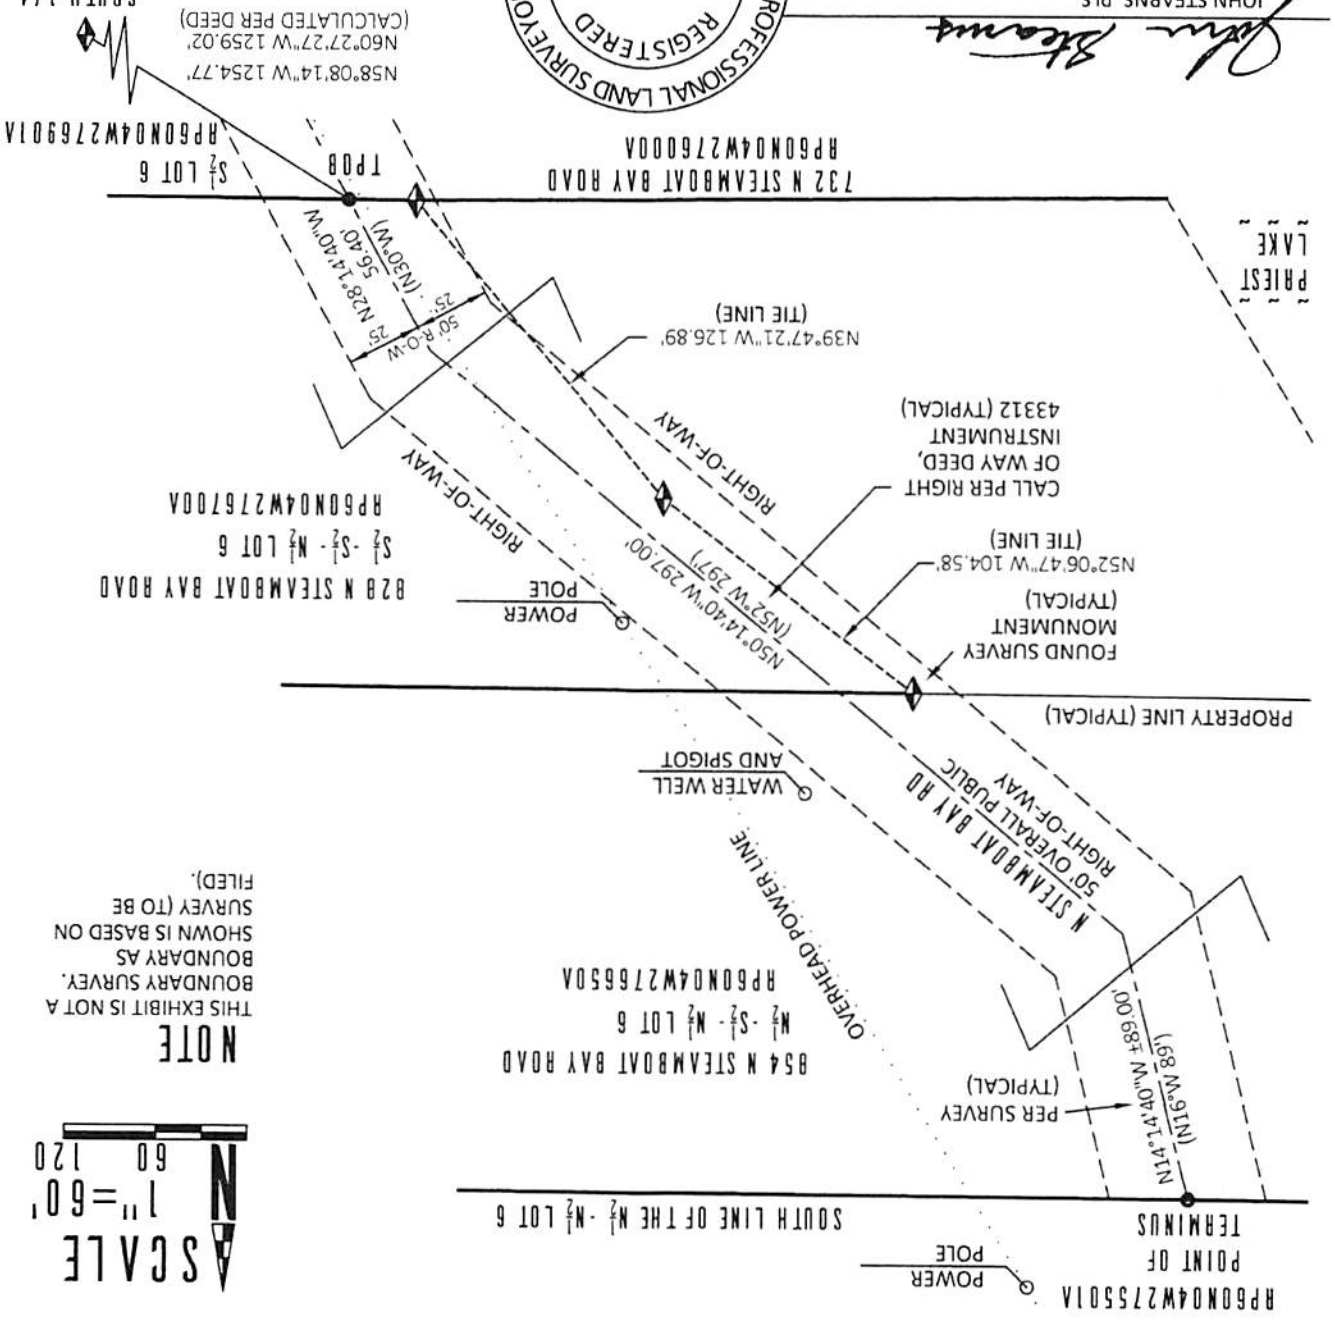 RP60N04W275501A
POINT OF
TERMINUS
POWER
POLE
SOUTH LINE OF THE N½ - N½ LOT 6
SCALE
1"=60'
N
60 120
N14°14'40"W ±89.00'
(N16°W 89')
PER SURVEY
(TYPICAL)
854 N STEAMBOAT BAY ROAD
N½ - S½ - N½ LOT 6
RP60N04W276650A
NOTE
THIS EXHIBIT IS NOT A
BOUNDARY SURVEY.
BOUNDARY AS
SHOWN IS BASED ON
SURVEY (TO BE
FILED).
OVERHEAD POWER LINE
N STEAMBOAT BAY RD
50' OVERALL PUBLIC
RIGHT-OF-WAY
WATER WELL
AND SPIGOT
PROPERTY LINE (TYPICAL)
FOUND SURVEY
MONUMENT
(TYPICAL)
N52°06'47"W 104.58'
(TIE LINE)
N50°14'40"W 297.00'
(N52°W 297')
POWER
POLE
828 N STEAMBOAT BAY ROAD
S½ - S½ - N½ LOT 6
RP60N04W276700A
CALL PER RIGHT
OF WAY DEED,
INSTRUMENT
43312 (TYPICAL)
RIGHT-OF-WAY
RIGHT-OF-WAY
N39°47'21"W 126.89'
(TIE LINE)
25'
50' R-O-W
25'
N28°14'40"W
56.40'
(N30°W)
PRIEST
LAKE
732 N STEAMBOAT BAY ROAD
RP60N04W276000A
TPOB
S½ LOT 6
RP60N04W276901A
N58°08'14"W 1254.77'
N60°27'27"W 1259.02'
(CALCULATED PER DEED)
SOUTH 1/4
PROFESSIONAL LAND SURVEYO
REGISTERED
John Stearns
JOHN STEARNS, PLS